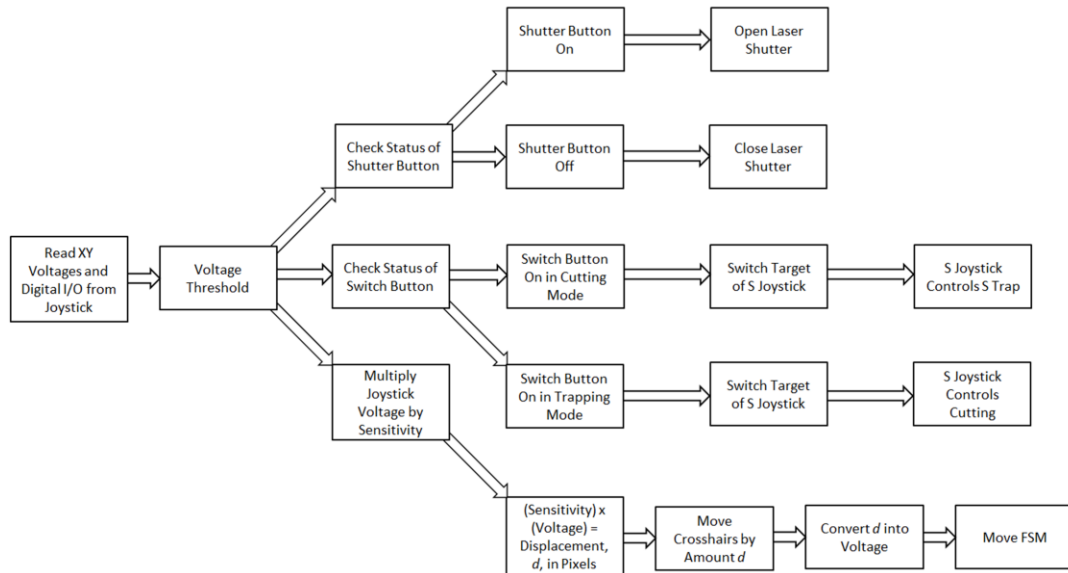 Shutter Button
On
Open Laser
Shutter
Check Status of
Shutter Button
Shutter Button
Off
Close Laser
Shutter
Read XY
Voltages and
Digital I/O from
Joystick
Voltage
Threshold
Check Status of
Switch Button
Switch Button
On in Cutting
Mode
Switch Target
of S Joystick
S Joystick
Controls S Trap
Multiply
Joystick
Voltage by
Sensitivity
Switch Button
On in Trapping
Mode
Switch Target
of S Joystick
S Joystick
Controls
Cutting
(Sensitivity) x
(Voltage) =
Displacement,
d, in Pixels
Move
Crosshairs by
Amount d
Convert d into
Voltage
Move FSM